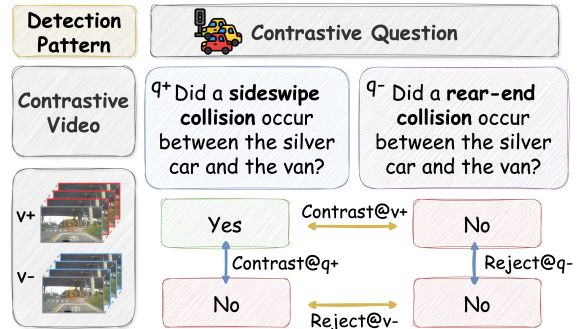 Detection
Pattern
Contrastive Question
Contrastive
Video
q+ Did a sideswipe
collision occur
between the silver
car and the van?
q- Did a rear-end
collision occur
between the silver
car and the van?
v+
v-
Yes
Contrast@v+
No
Contrast@q+
Reject@q-
No
Reject@v-
No